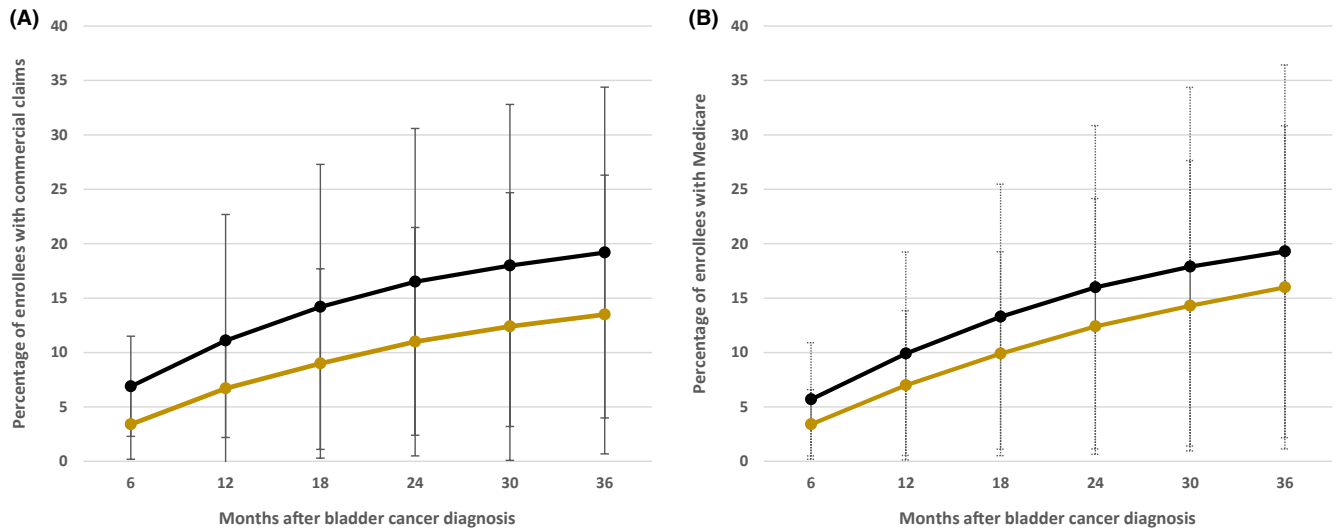 (A)
Percentage of enrollees with commercial claims
40
35
30
25
20
15
10
5
0
6 12 18 24 30 36
Months after bladder cancer diagnosis
(B)
Percentage of enrollees with Medicare
40
35
30
25
20
15
10
5
0
6 12 18 24 30 36
Months after bladder cancer diagnosis